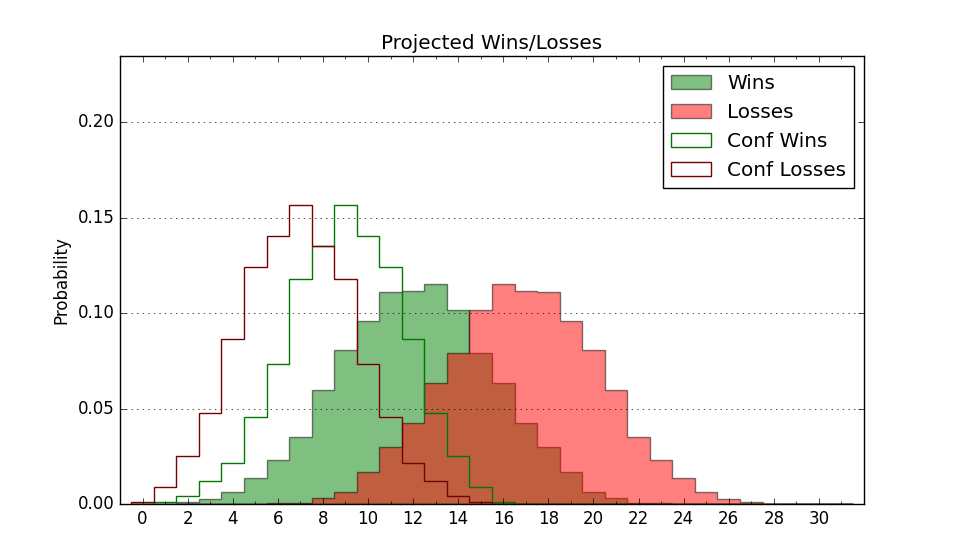 Projected Wins/Losses
Wins
Losses
Conf Wins
Conf Losses
Probability
0.20
0.15
0.10
0.05
0.00
0 2 4 6 8 10 12 14 16 18 20 22 24 26 28 30